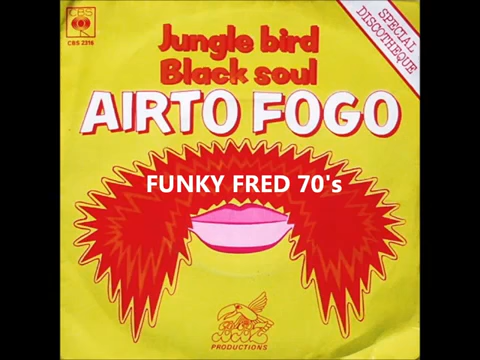 CBS
CBS 2316
SPECIAL
DISCOTHEQUE
Jungle bird
Black soul
AIRTO FOGO
FUNKY FRED 70's
PRODUCTIONS